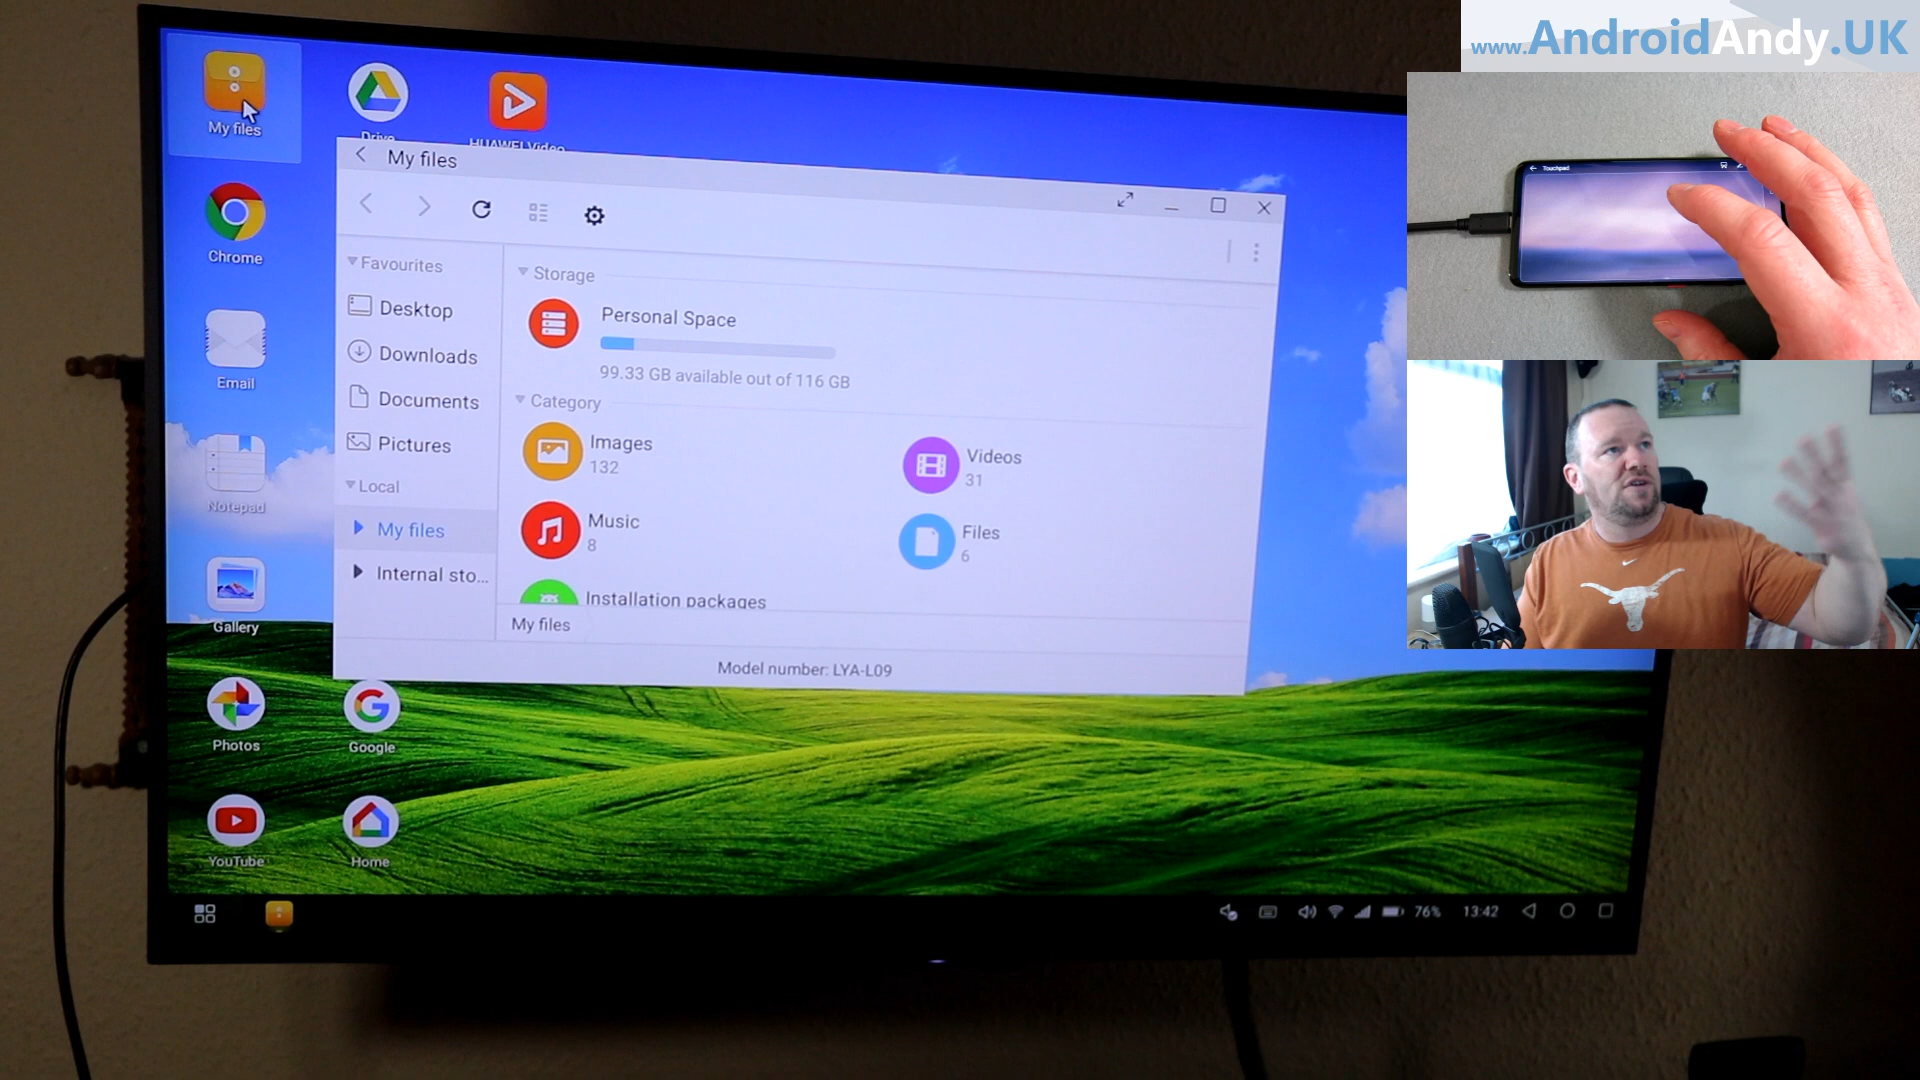 www.AndroidAndy.UK
My files
Drive
HUAWEI Video
Chrome
Email
Notepad
Gallery
Photos
Google
YouTube
Home
My files
Favourites
Desktop
Downloads
Documents
Pictures
Local
My files
Internal sto...
Storage
Personal Space
99.33 GB available out of 116 GB
Category
Images
132
Videos
31
Music
8
Files
6
Installation packages
My files
Model number: LYA-L09
76%
13:42
Touchpad